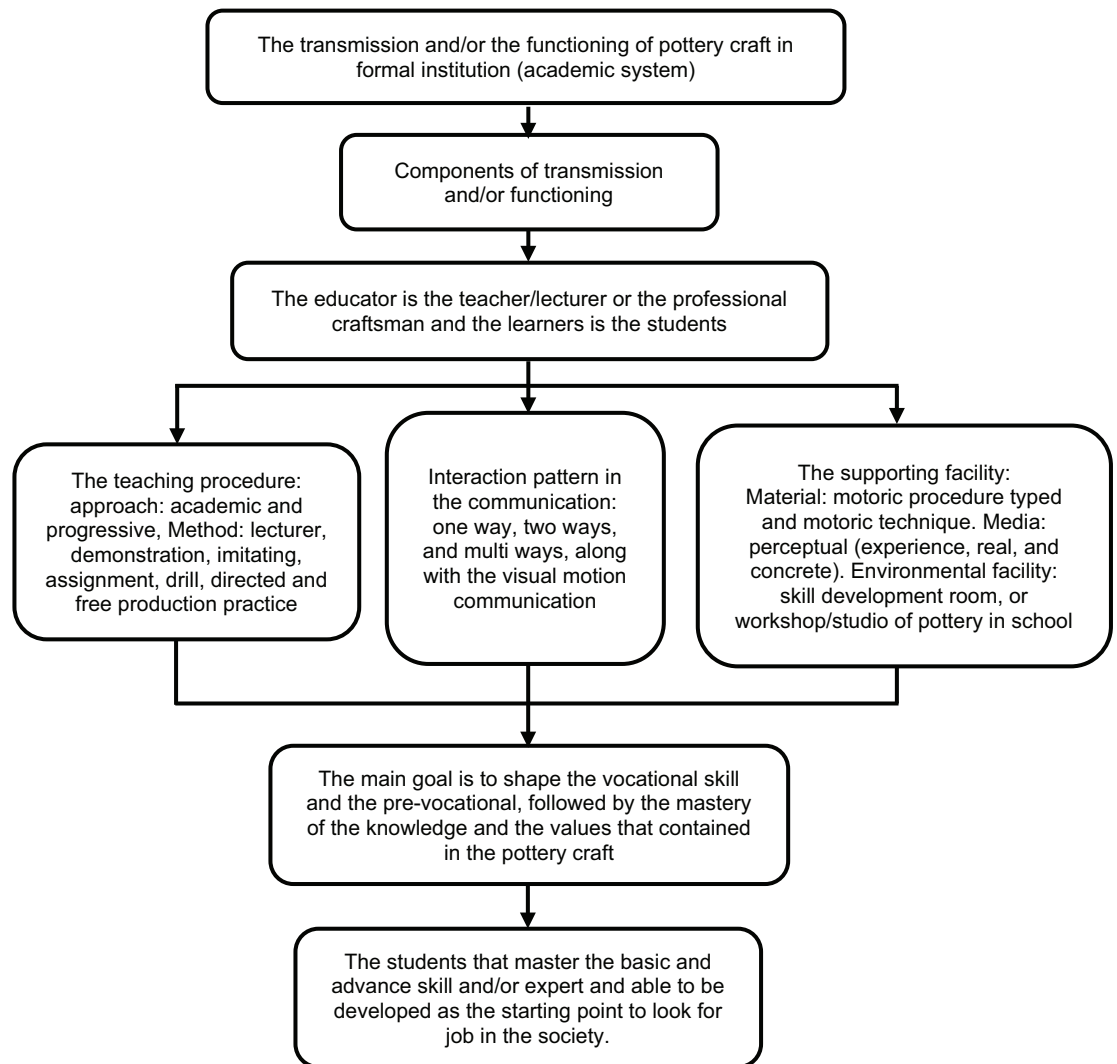 The transmission and/or the functioning of pottery craft in
formal institution (academic system)
Components of transmission
and/or functioning
The educator is the teacher/lecturer or the professional
craftsman and the learners is the students
The teaching procedure:
approach: academic and
progressive, Method: lecturer,
demonstration, imitating,
assignment, drill, directed and
free production practice
Interaction pattern in
the communication:
one way, two ways,
and multi ways, along
with the visual motion
communication
The supporting facility:
Material: motoric procedure typed
and motoric technique. Media:
perceptual (experience, real, and
concrete). Environmental facility:
skill development room, or
workshop/studio of pottery in school
The main goal is to shape the vocational skill
and the pre-vocational, followed by the mastery
of the knowledge and the values that contained
in the pottery craft
The students that master the basic and
advance skill and/or expert and able to be
developed as the starting point to look for
job in the society.